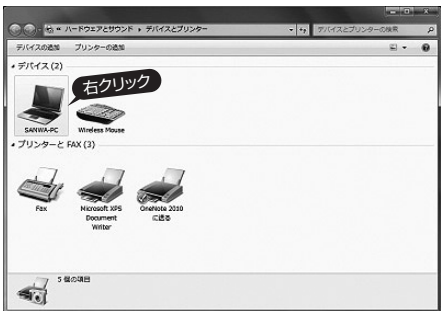 « ハードウェアとサウンド ▸ デバイスとプリンター
デバイスとプリンターの検索
デバイスの追加 プリンターの追加
デバイス (2)
右クリック
SANWA-PC
Wireless Mouse
プリンターと FAX (3)
Fax
Microsoft XPS
Document
Writer
OneNote 2010
に送る
5 個の項目